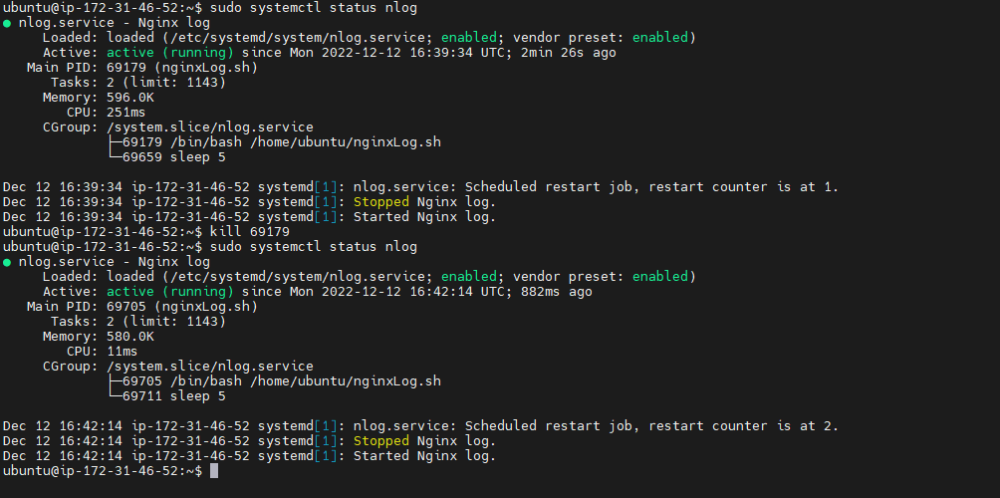 ubuntu@ip-172-31-46-52:~$ sudo systemctl status nlog
● nlog.service - Nginx log
     Loaded: loaded (/etc/systemd/system/nlog.service; enabled; vendor preset: enabled)
     Active: active (running) since Mon 2022-12-12 16:39:34 UTC; 2min 26s ago
   Main PID: 69179 (nginxLog.sh)
      Tasks: 2 (limit: 1143)
     Memory: 596.0K
        CPU: 251ms
     CGroup: /system.slice/nlog.service
             ├─69179 /bin/bash /home/ubuntu/nginxLog.sh
             └─69659 sleep 5

Dec 12 16:39:34 ip-172-31-46-52 systemd[1]: nlog.service: Scheduled restart job, restart counter is at 1.
Dec 12 16:39:34 ip-172-31-46-52 systemd[1]: Stopped Nginx log.
Dec 12 16:39:34 ip-172-31-46-52 systemd[1]: Started Nginx log.
ubuntu@ip-172-31-46-52:~$ kill 69179
ubuntu@ip-172-31-46-52:~$ sudo systemctl status nlog
● nlog.service - Nginx log
     Loaded: loaded (/etc/systemd/system/nlog.service; enabled; vendor preset: enabled)
     Active: active (running) since Mon 2022-12-12 16:42:14 UTC; 882ms ago
   Main PID: 69705 (nginxLog.sh)
      Tasks: 2 (limit: 1143)
     Memory: 580.0K
        CPU: 11ms
     CGroup: /system.slice/nlog.service
             ├─69705 /bin/bash /home/ubuntu/nginxLog.sh
             └─69711 sleep 5

Dec 12 16:42:14 ip-172-31-46-52 systemd[1]: nlog.service: Scheduled restart job, restart counter is at 2.
Dec 12 16:42:14 ip-172-31-46-52 systemd[1]: Stopped Nginx log.
Dec 12 16:42:14 ip-172-31-46-52 systemd[1]: Started Nginx log.
ubuntu@ip-172-31-46-52:~$